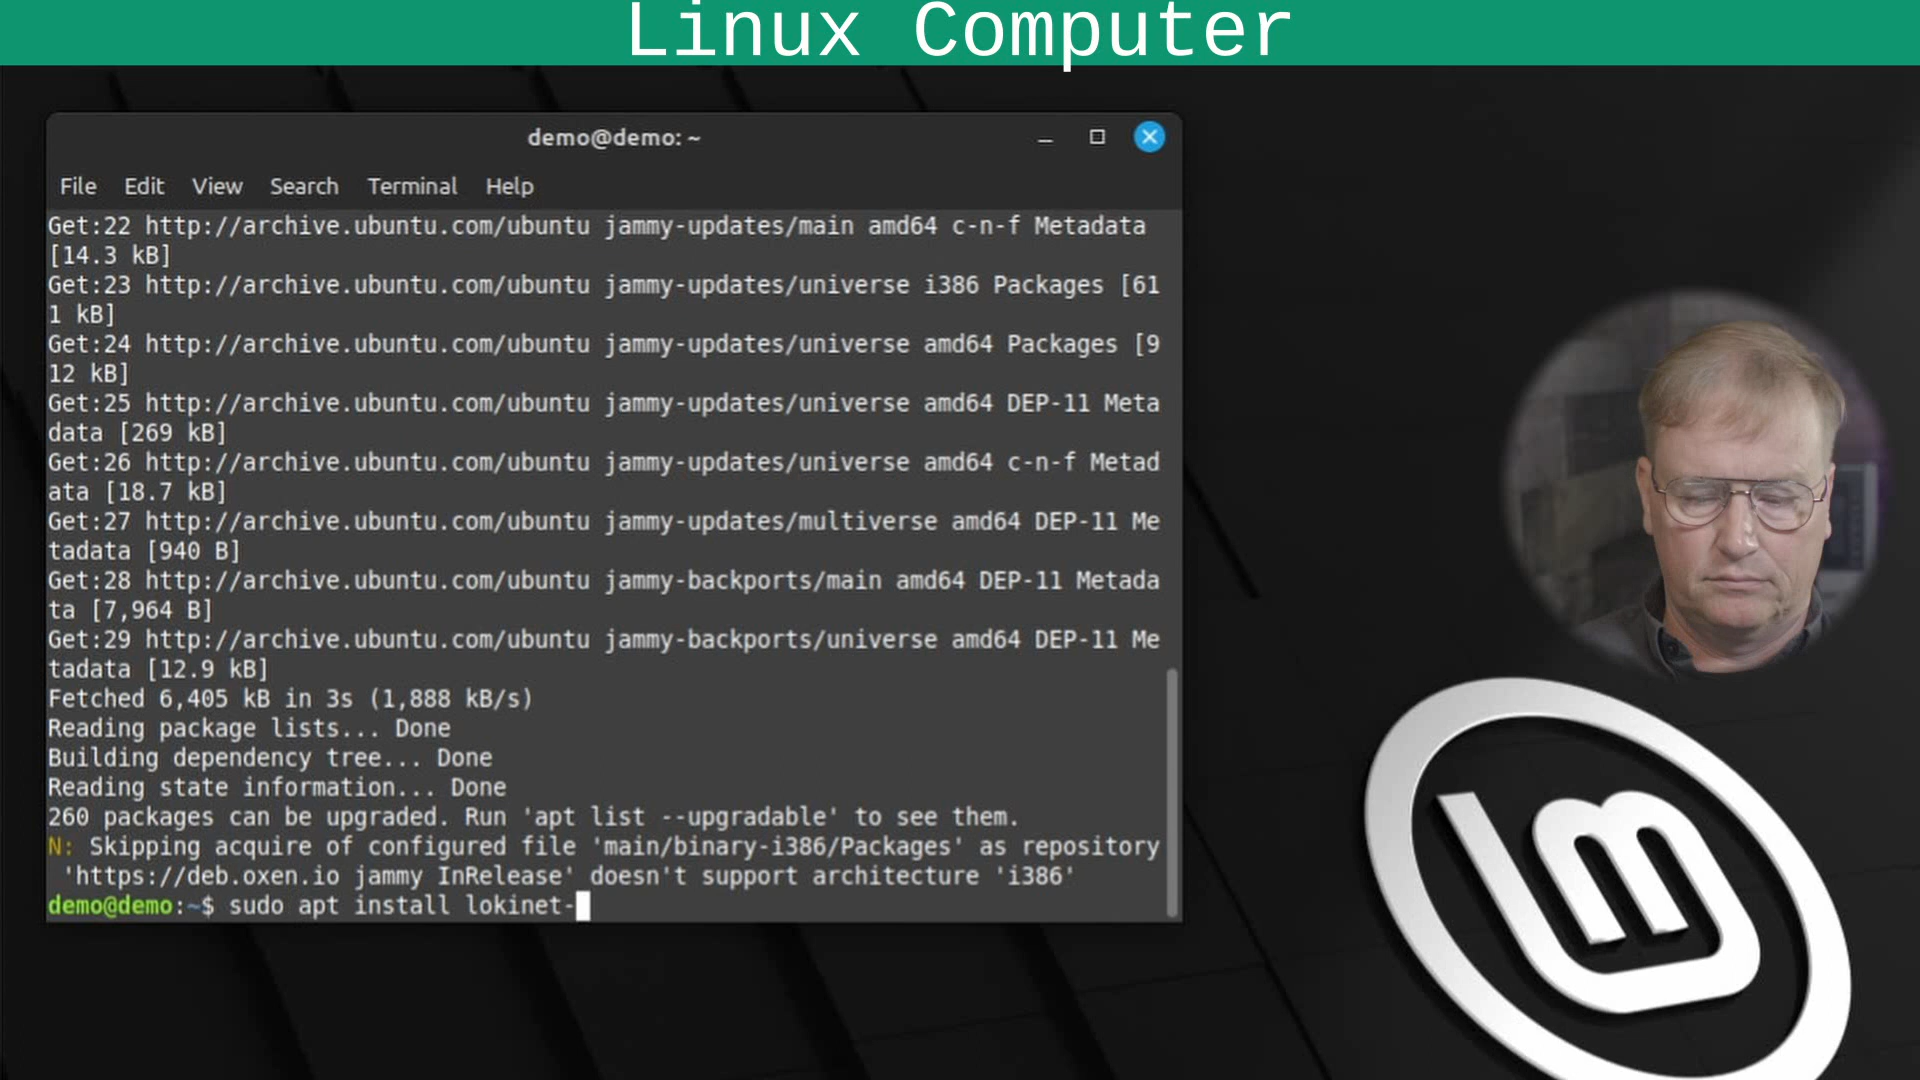 Linux Computer
demo@demo: ~
File Edit View Search Terminal Help
Get:22 http://archive.ubuntu.com/ubuntu jammy-updates/main amd64 c-n-f Metadata
[14.3 kB]
Get:23 http://archive.ubuntu.com/ubuntu jammy-updates/universe i386 Packages [61
1 kB]
Get:24 http://archive.ubuntu.com/ubuntu jammy-updates/universe amd64 Packages [9
12 kB]
Get:25 http://archive.ubuntu.com/ubuntu jammy-updates/universe amd64 DEP-11 Meta
data [269 kB]
Get:26 http://archive.ubuntu.com/ubuntu jammy-updates/universe amd64 c-n-f Metad
ata [18.7 kB]
Get:27 http://archive.ubuntu.com/ubuntu jammy-updates/multiverse amd64 DEP-11 Me
tadata [940 B]
Get:28 http://archive.ubuntu.com/ubuntu jammy-backports/main amd64 DEP-11 Metada
ta [7,964 B]
Get:29 http://archive.ubuntu.com/ubuntu jammy-backports/universe amd64 DEP-11 Me
tadata [12.9 kB]
Fetched 6,405 kB in 3s (1,888 kB/s)
Reading package lists... Done
Building dependency tree... Done
Reading state information... Done
260 packages can be upgraded. Run 'apt list --upgradable' to see them.
N: Skipping acquire of configured file 'main/binary-i386/Packages' as repository
'https://deb.oxen.io jammy InRelease' doesn't support architecture 'i386'
demo@demo:~$ sudo apt install lokinet-